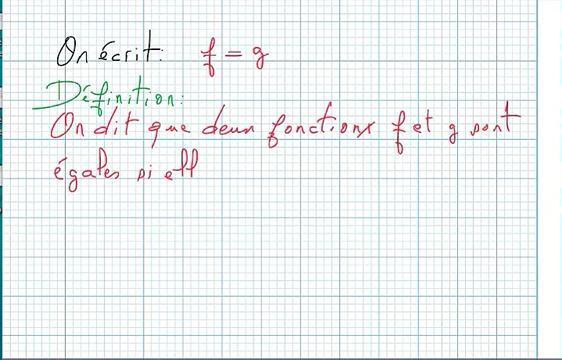 On écrit: f = g
Définition:
On dit que deux fonctions f et g sont
égales si ell